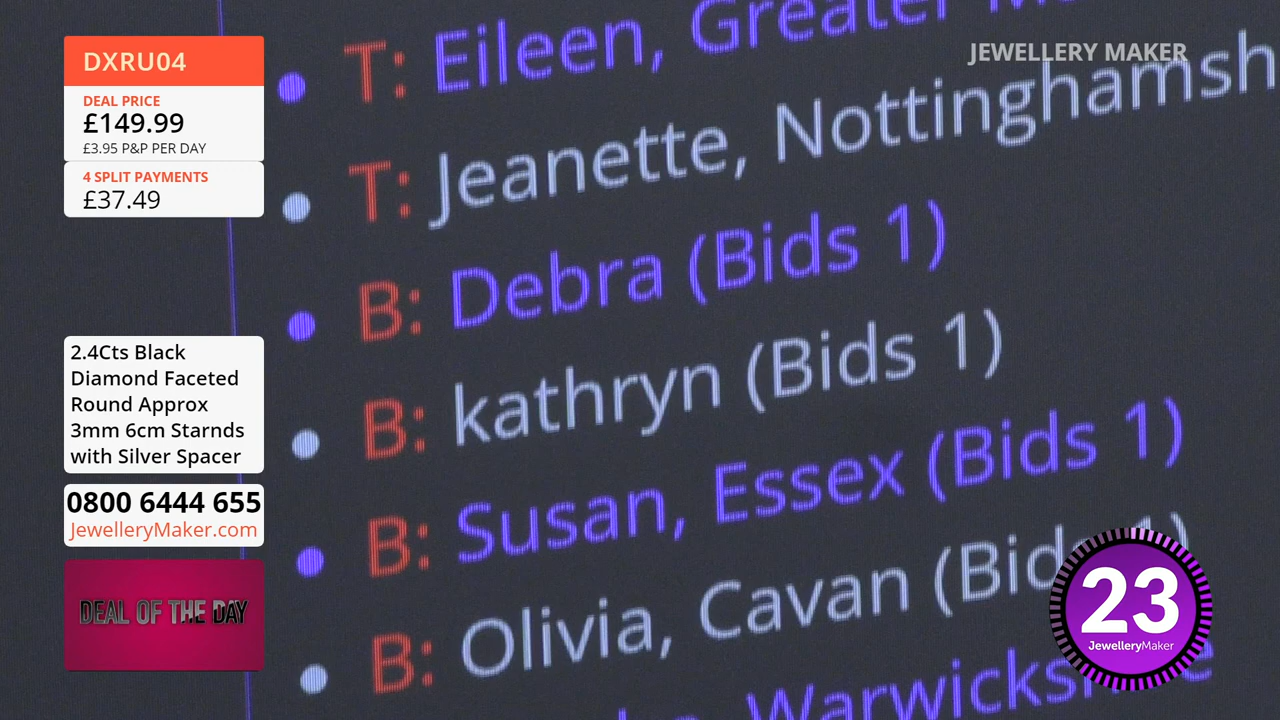 DXRU04
DEAL PRICE
£149.99
£3.95 P&P PER DAY
4 SPLIT PAYMENTS
£37.49
2.4Cts Black
Diamond Faceted
Round Approx
3mm 6cm Starnds
with Silver Spacer
0800 6444 655
JewelleryMaker.com
DEAL OF THE DAY
JEWELLERY MAKER
T: Eileen, Greater
T: Jeanette,
B: Debra (Bids 1)
B: kathryn (Bids 1)
B: Susan, Essex (Bids 1)
B: Olivia, Cavan
23
JewelleryMaker